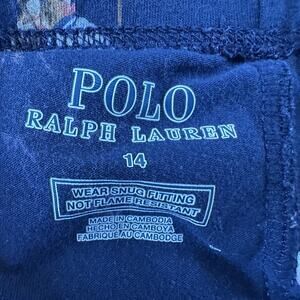 POLO
RALPH LAUREN
14
WEAR SNUG FITTING
NOT FLAME RESISTANT
MADE IN CAMBODIA
HECHO EN CAMBOYA
FABRIQUÉ AU CAMBODGE